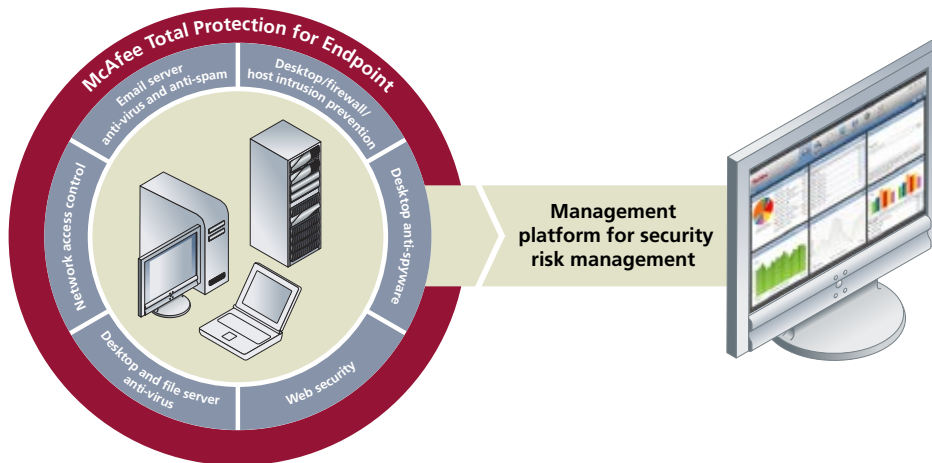 McAfee Total Protection for Endpoint
Email server
anti-virus and anti-spam
Desktop/firewall/
host intrusion prevention
Network access control
Desktop anti-spyware
Desktop and file server
anti-virus
Web security
Management
platform for security
risk management